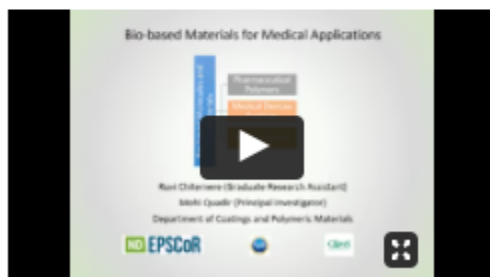 Bio-based Materials for Medical Applications
Pharmaceutical
Polymers
Medical Devices
Ravi Chitemere (Graduate Research Assistant)
Mohi Quadir (Principal Investigator)
Department of Coatings and Polymeric Materials
ND EPSCoR